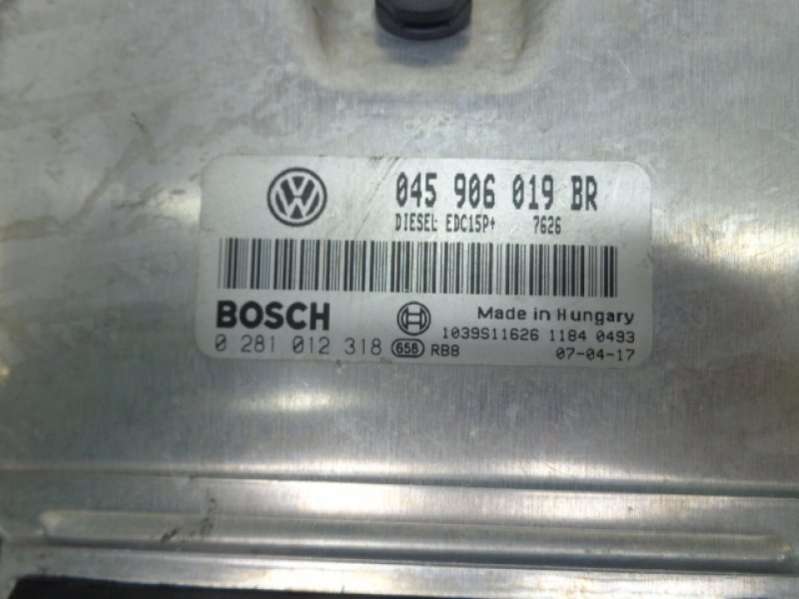 045 906 019 BR
DIESEL EDC15P+ 7626
BOSCH Made in Hungary
1039S11626 1184 0493
0 281 012 318 658 RB8 07-04-17